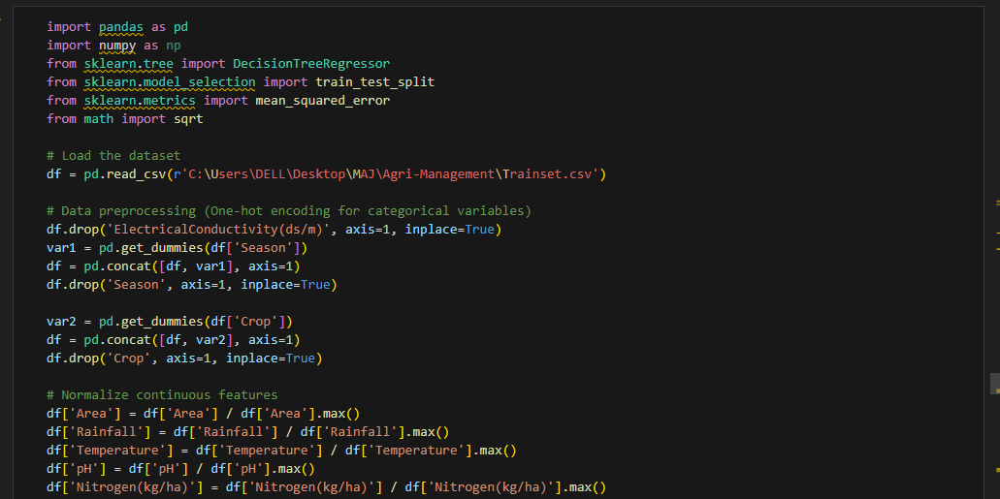 import pandas as pd
import numpy as np
from sklearn.tree import DecisionTreeRegressor
from sklearn.model_selection import train_test_split
from sklearn.metrics import mean_squared_error
from math import sqrt
# Load the dataset
df = pd.read_csv(r'C:\Users\DELL\Desktop\MAJ\Agri-Management\Trainset.csv')
# Data preprocessing (One-hot encoding for categorical variables)
df.drop('ElectricalConductivity(ds/m)', axis=1, inplace=True)
var1 = pd.get_dummies(df['Season'])
df = pd.concat([df, var1], axis=1)
df.drop('Season', axis=1, inplace=True)
var2 = pd.get_dummies(df['Crop'])
df = pd.concat([df, var2], axis=1)
df.drop('Crop', axis=1, inplace=True)
# Normalize continuous features
df['Area'] = df['Area'] / df['Area'].max()
df['Rainfall'] = df['Rainfall'] / df['Rainfall'].max()
df['Temperature'] = df['Temperature'] / df['Temperature'].max()
df['pH'] = df['pH'] / df['pH'].max()
df['Nitrogen(kg/ha)'] = df['Nitrogen(kg/ha)'] / df['Nitrogen(kg/ha)'].max()